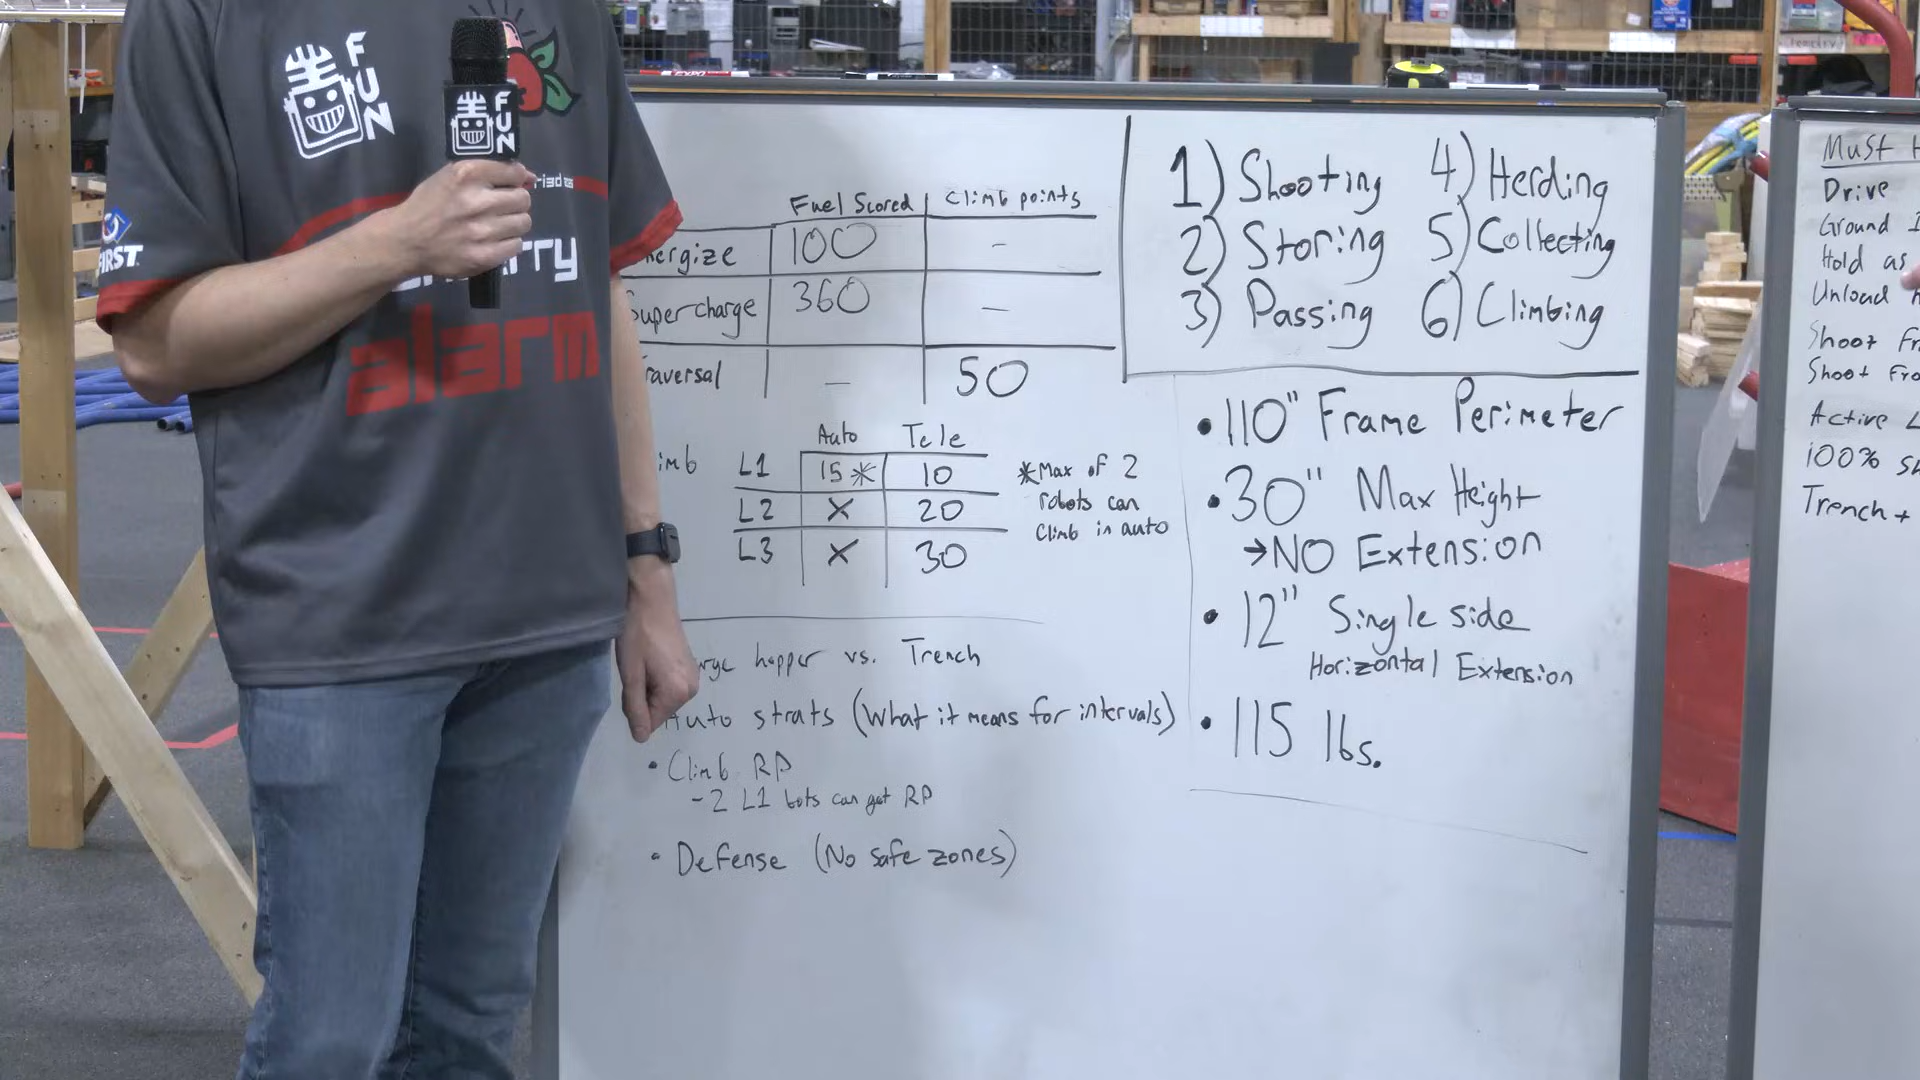 FUN
FUN
FIRST
alarm
EXPO
Fuel Scored Climb points
100 -
Supercharge 360 -
- 50
Auto Tele
L1 15* 10
L2 X 20
L3 X 30
*Max of 2
robots can
Climb in auto
hopper vs. Trench
Auto strats (What it means for intervals)
• Climb RP
- 2 L1 bots can get RP
• Defense (No safe zones)
1) Shooting
2) Storing
3) Passing
4) Herding
5) Collecting
6) Climbing
• 110" Frame Perimeter
• 30" Max Height
→ NO Extension
• 12" Single side
Horizontal Extension
• 115 lbs.
Must
Drive
Ground
Hold as
Unload
Shoot
Shoot
Active
100%
Trench +